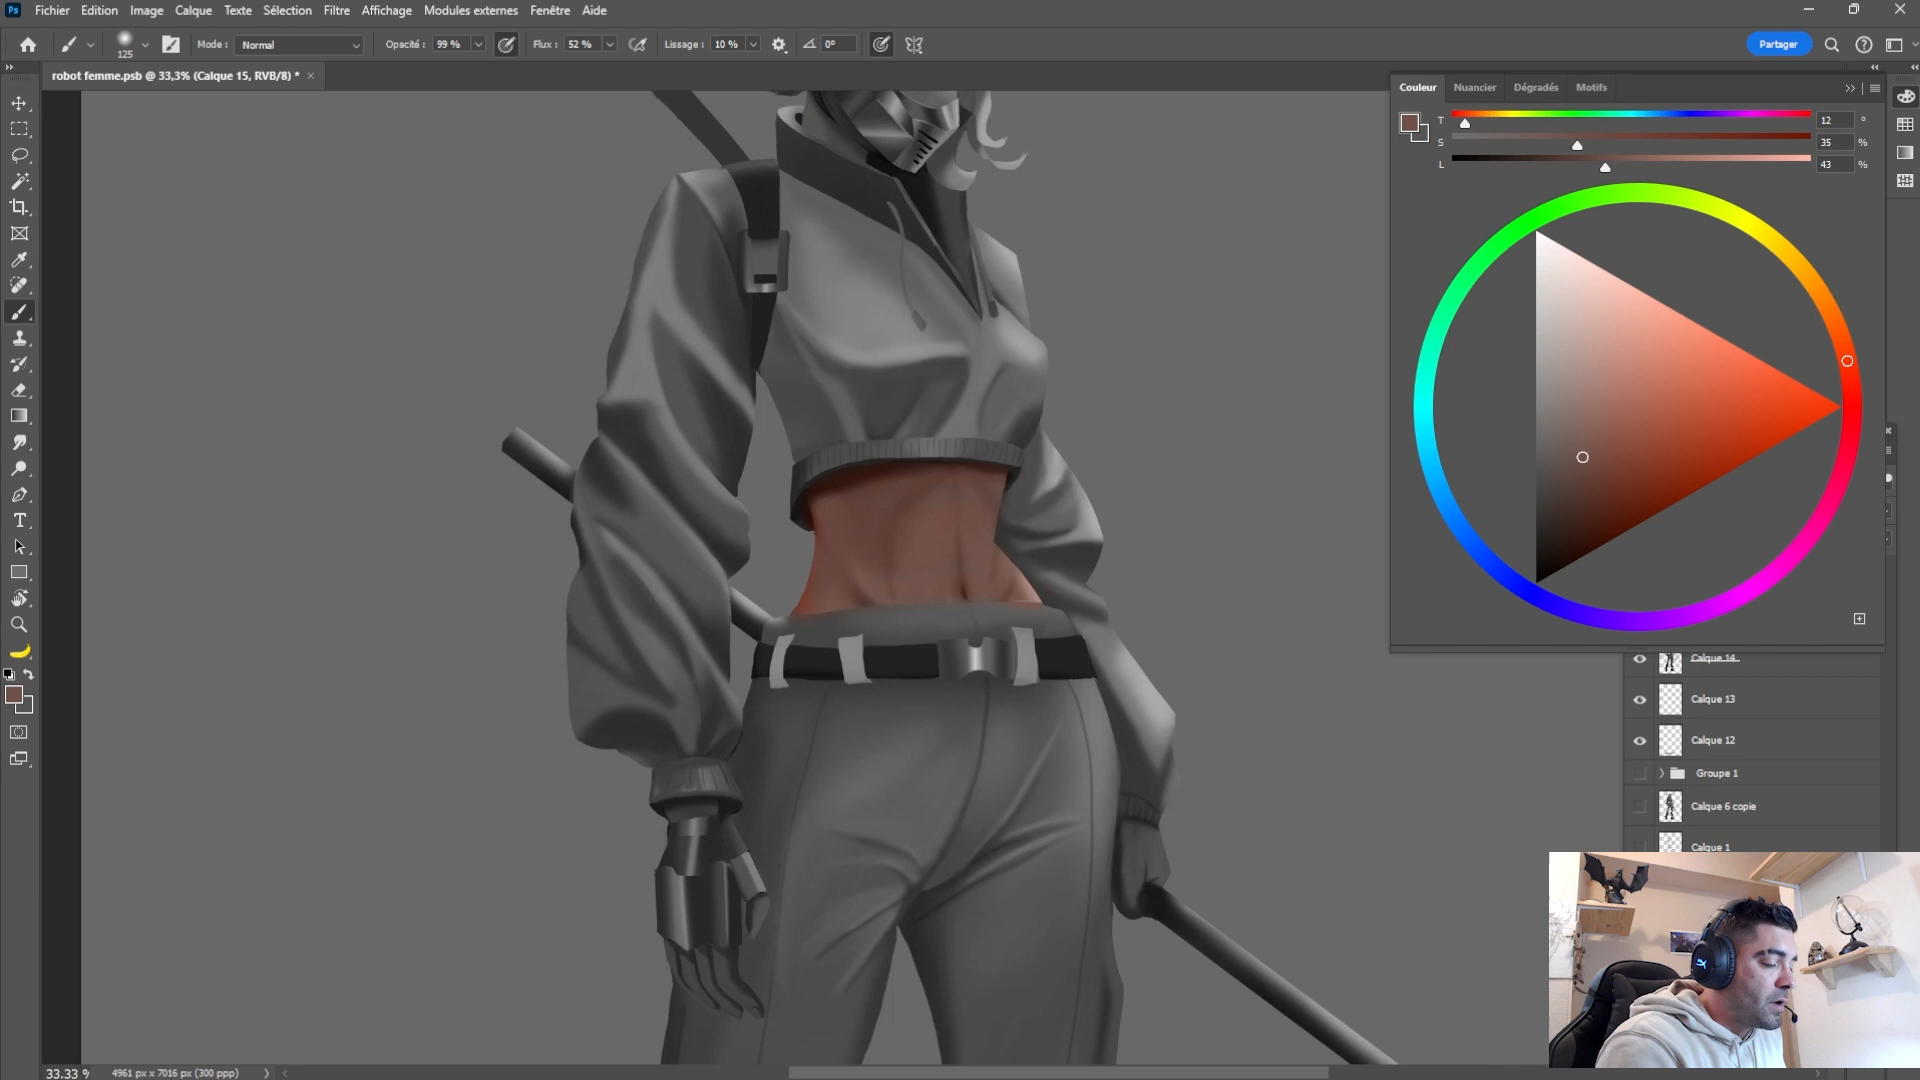 Ps Fichier Edition Image Calque Texte Sélection Filtre Affichage Modules externes Fenêtre Aide
125 Mode : Normal Opacité : 99 % Flux : 52 % Lissage : 10 % 0° Partager
robot femme.psb @ 33,3% (Calque 15, RVB/8) *
Couleur Nuancier Dégradés Motifs
T 12 °
S 35 %
L 43 %
T
Calque 14
Calque 13
Calque 12
Groupe 1
Calque 6 copie
Calque 1
33.33 % 4961 px x 7016 px (300 ppp)